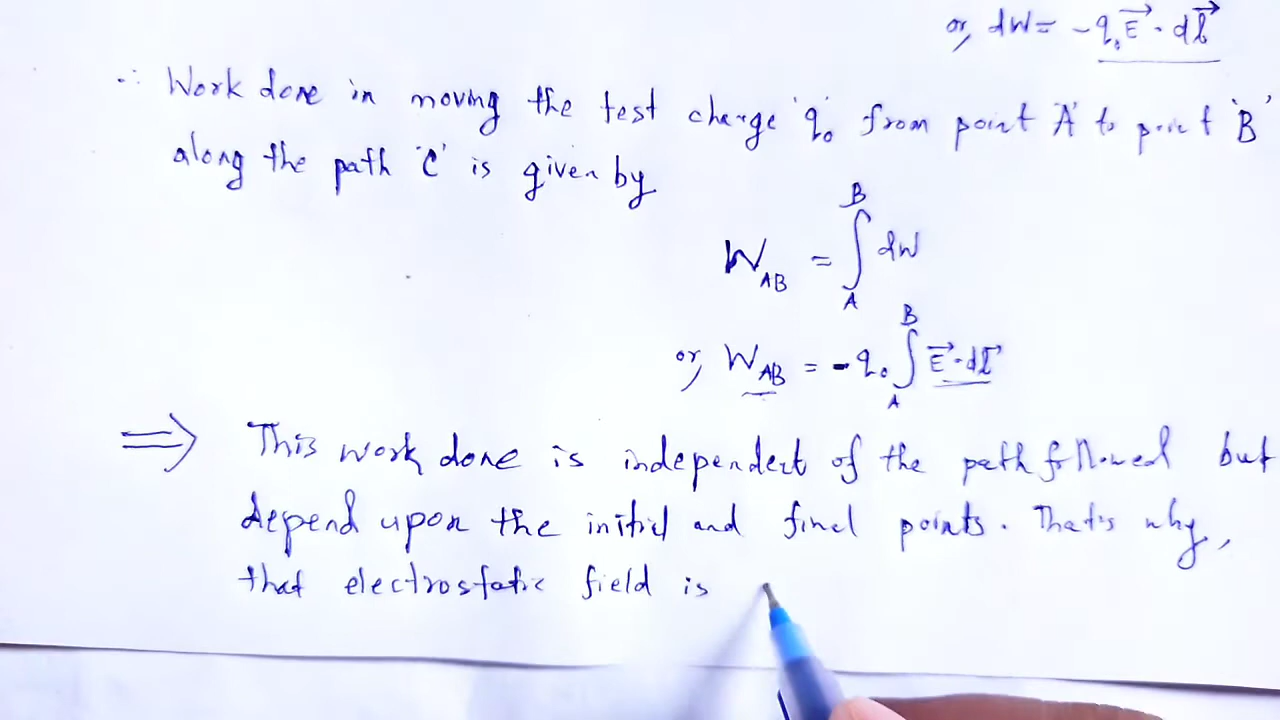 or, dW = -q₀E⃗ · dl⃗
∴ Work done in moving the test charge 'q₀' from point 'A' to point 'B'
along the path 'C' is given by
W_AB = ∫_A^B dW
or, W_AB = -q₀ ∫_A^B E⃗ · dl⃗
⇒ This work done is independent of the path followed but
depend upon the initial and final points. That's why,
that electrostatic field is